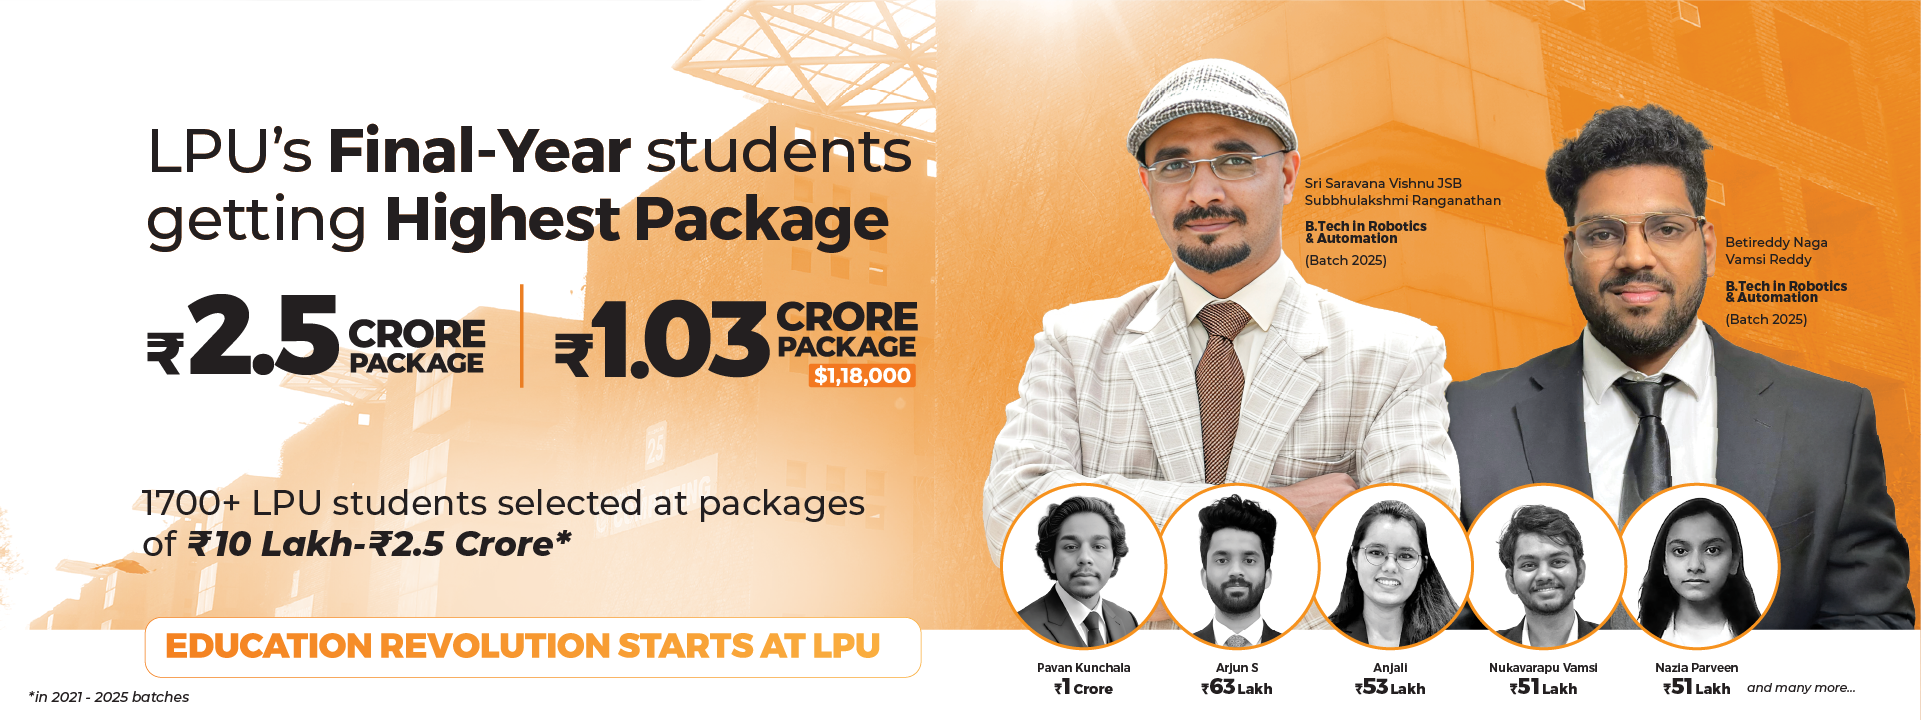 LPU's Final-Year students
getting Highest Package
₹2.5 CRORE PACKAGE
₹1.03 CRORE PACKAGE
$1,18,000
1700+ LPU students selected at packages
of ₹10 Lakh-₹2.5 Crore*
EDUCATION REVOLUTION STARTS AT LPU
*in 2021 - 2025 batches
Sri Saravana Vishnu JSB
Subbhulakshmi Ranganathan
B.Tech in Robotics
& Automation
(Batch 2025)
Betireddy Naga
Vamsi Reddy
B.Tech in Robotics
& Automation
(Batch 2025)
Pavan Kunchala
₹1 Crore
Arjun S
₹63 Lakh
Anjali
₹53 Lakh
Nukavarapu Vamsi
₹51 Lakh
Nazia Parveen
₹51 Lakh
and many more...
25